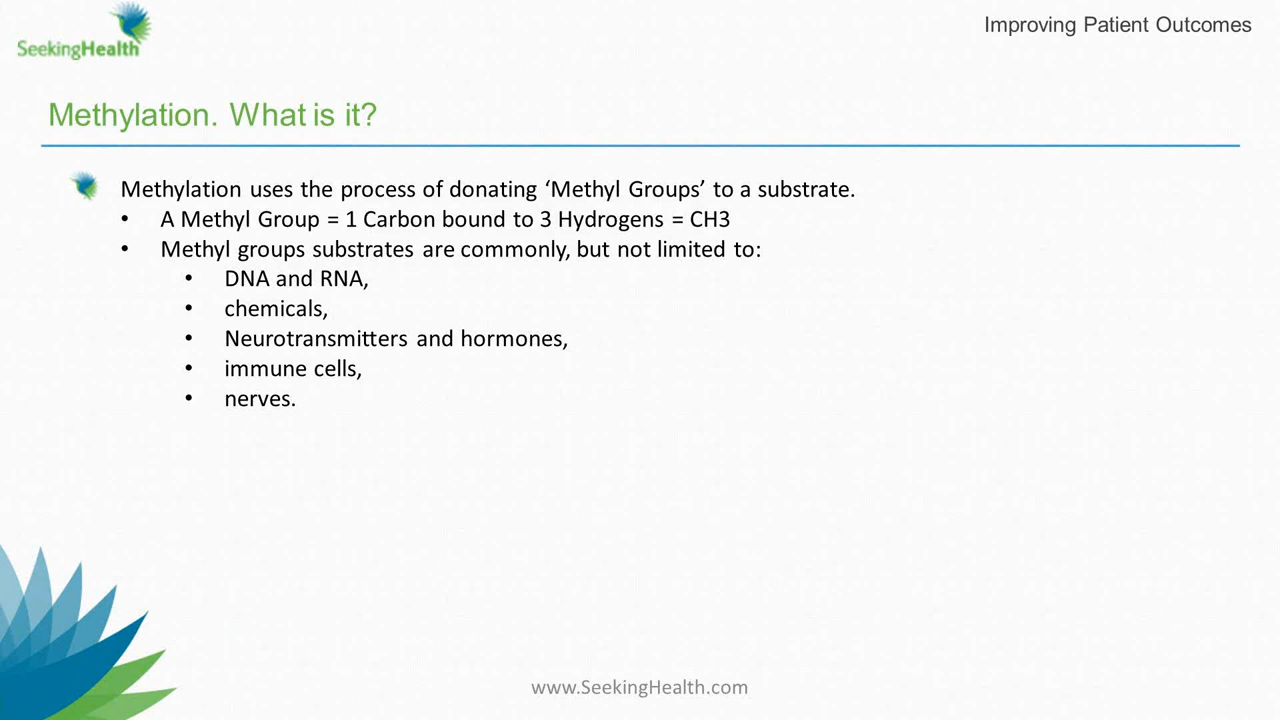 SeekingHealth
Improving Patient Outcomes
Methylation. What is it?
Methylation uses the process of donating ‘Methyl Groups’ to a substrate.
• A Methyl Group = 1 Carbon bound to 3 Hydrogens = CH3
• Methyl groups substrates are commonly, but not limited to:
• DNA and RNA,
• chemicals,
• Neurotransmitters and hormones,
• immune cells,
• nerves.
www.SeekingHealth.com